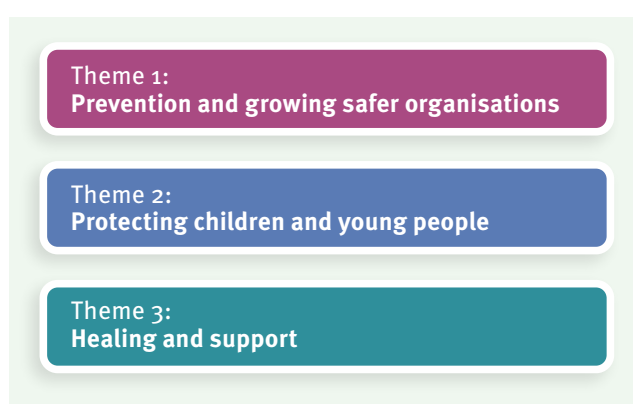 Theme 1:
Prevention and growing safer organisations
Theme 2:
Protecting children and young people
Theme 3:
Healing and support